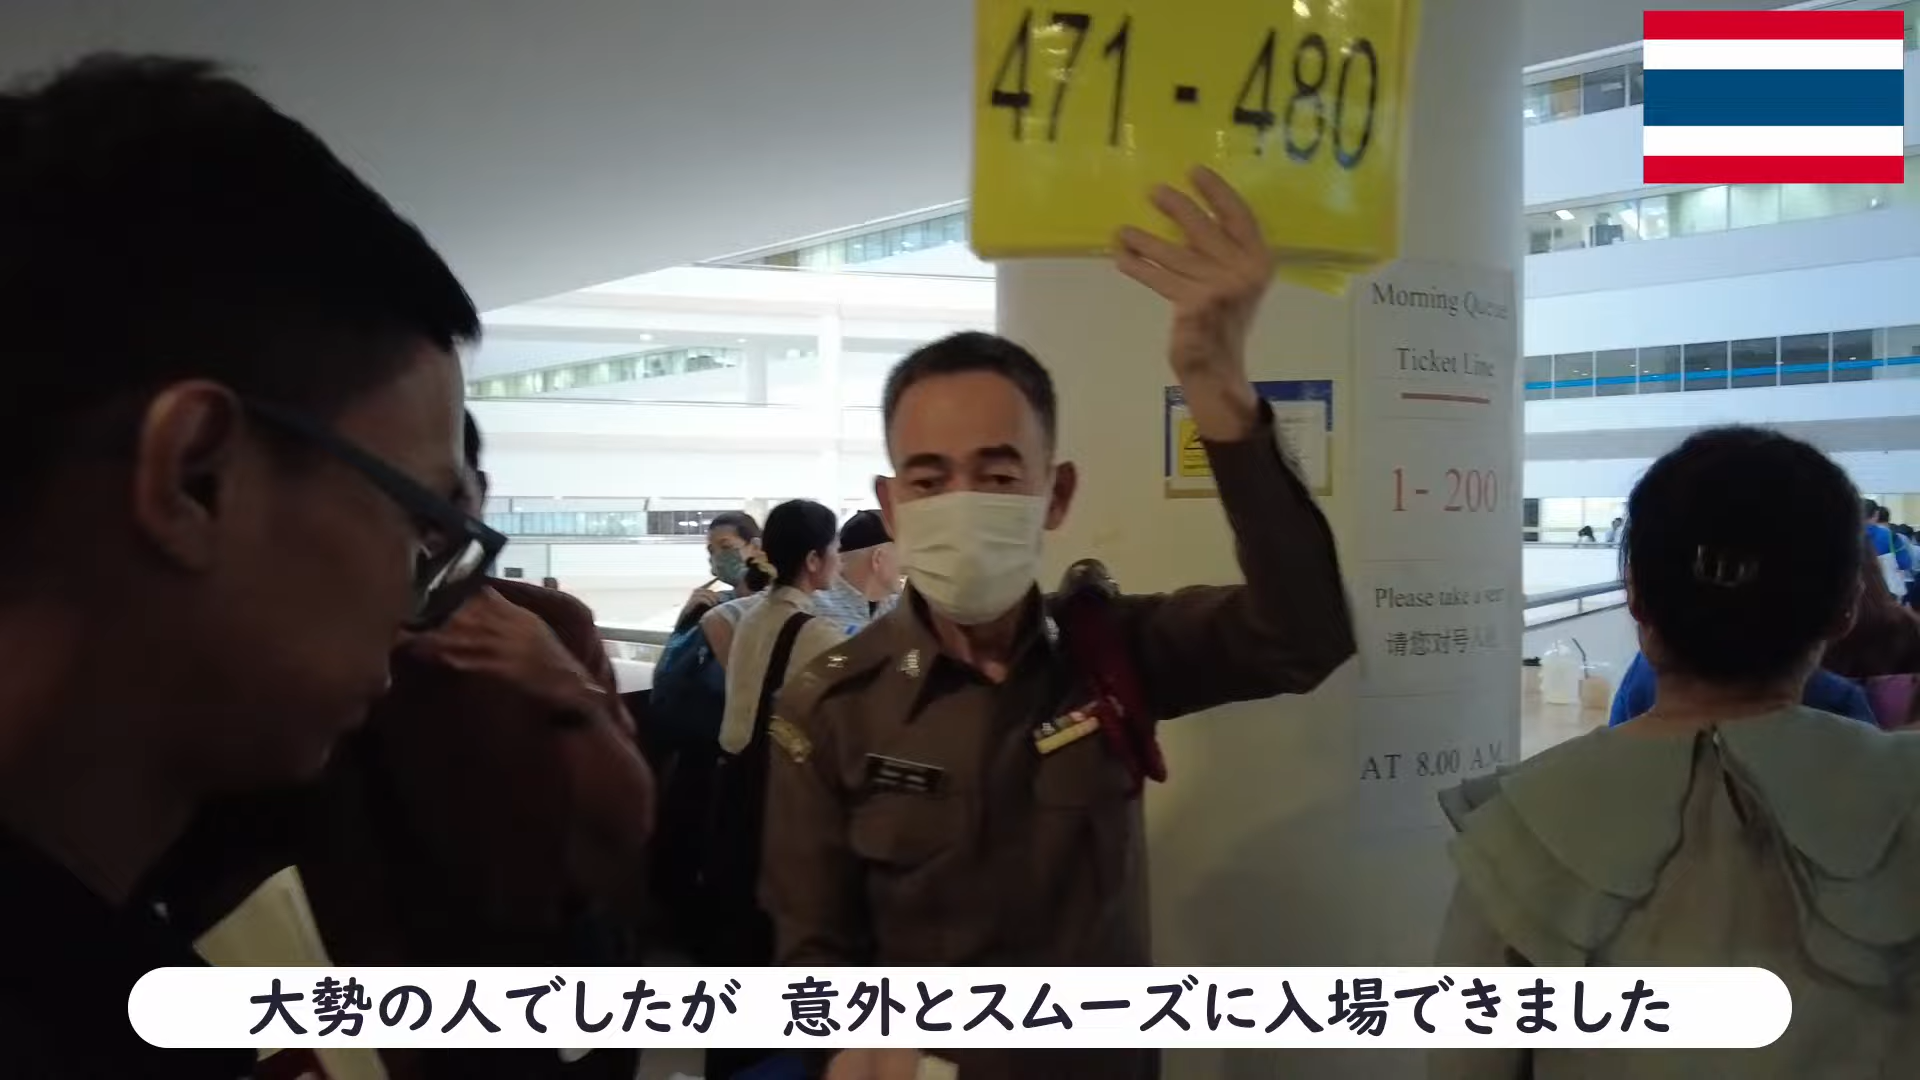 471 - 480
Morning Queue
Ticket Line
1- 200
Please take a seat
请您对号
AT 8.00 A.M.
大勢の人でしたが 意外とスムーズに入場できました